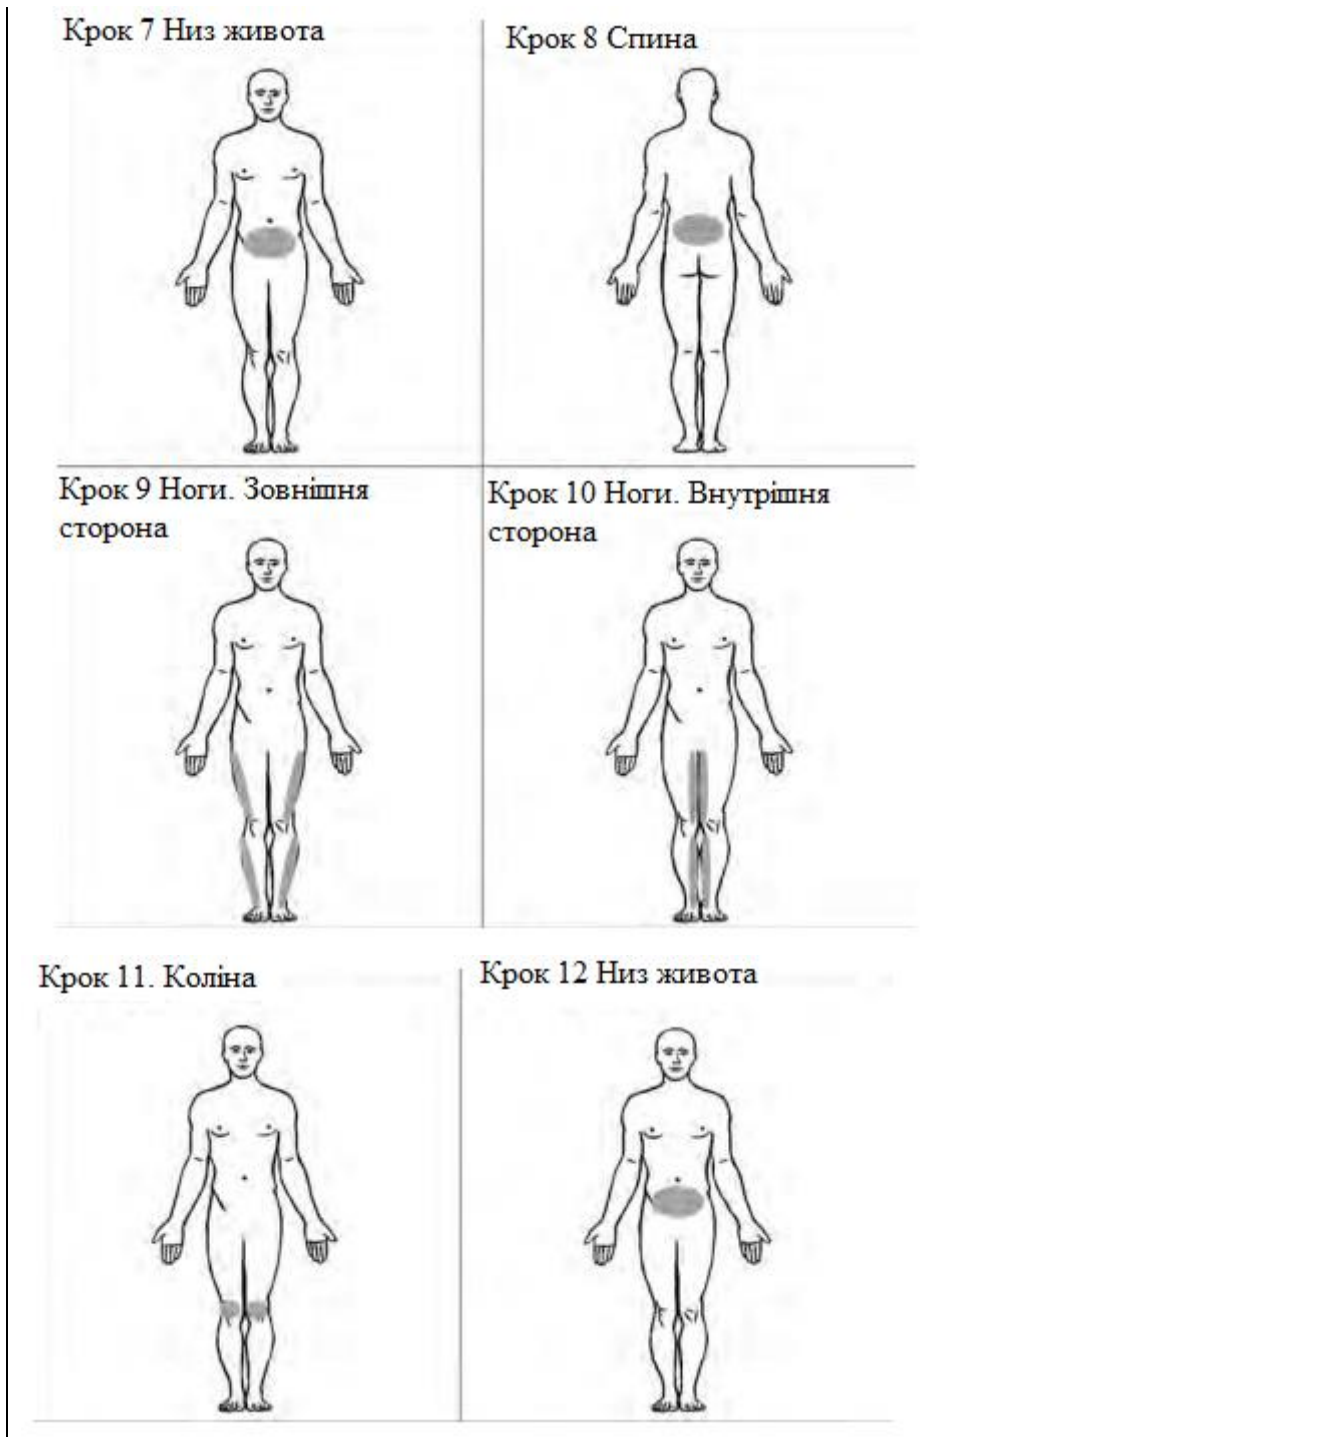 Крок 7 Низ живота
Крок 8 Спина
Крок 9 Ноги. Зовнішня
сторона
Крок 10 Ноги. Внутрішня
сторона
Крок 11. Коліна
Крок 12 Низ живота